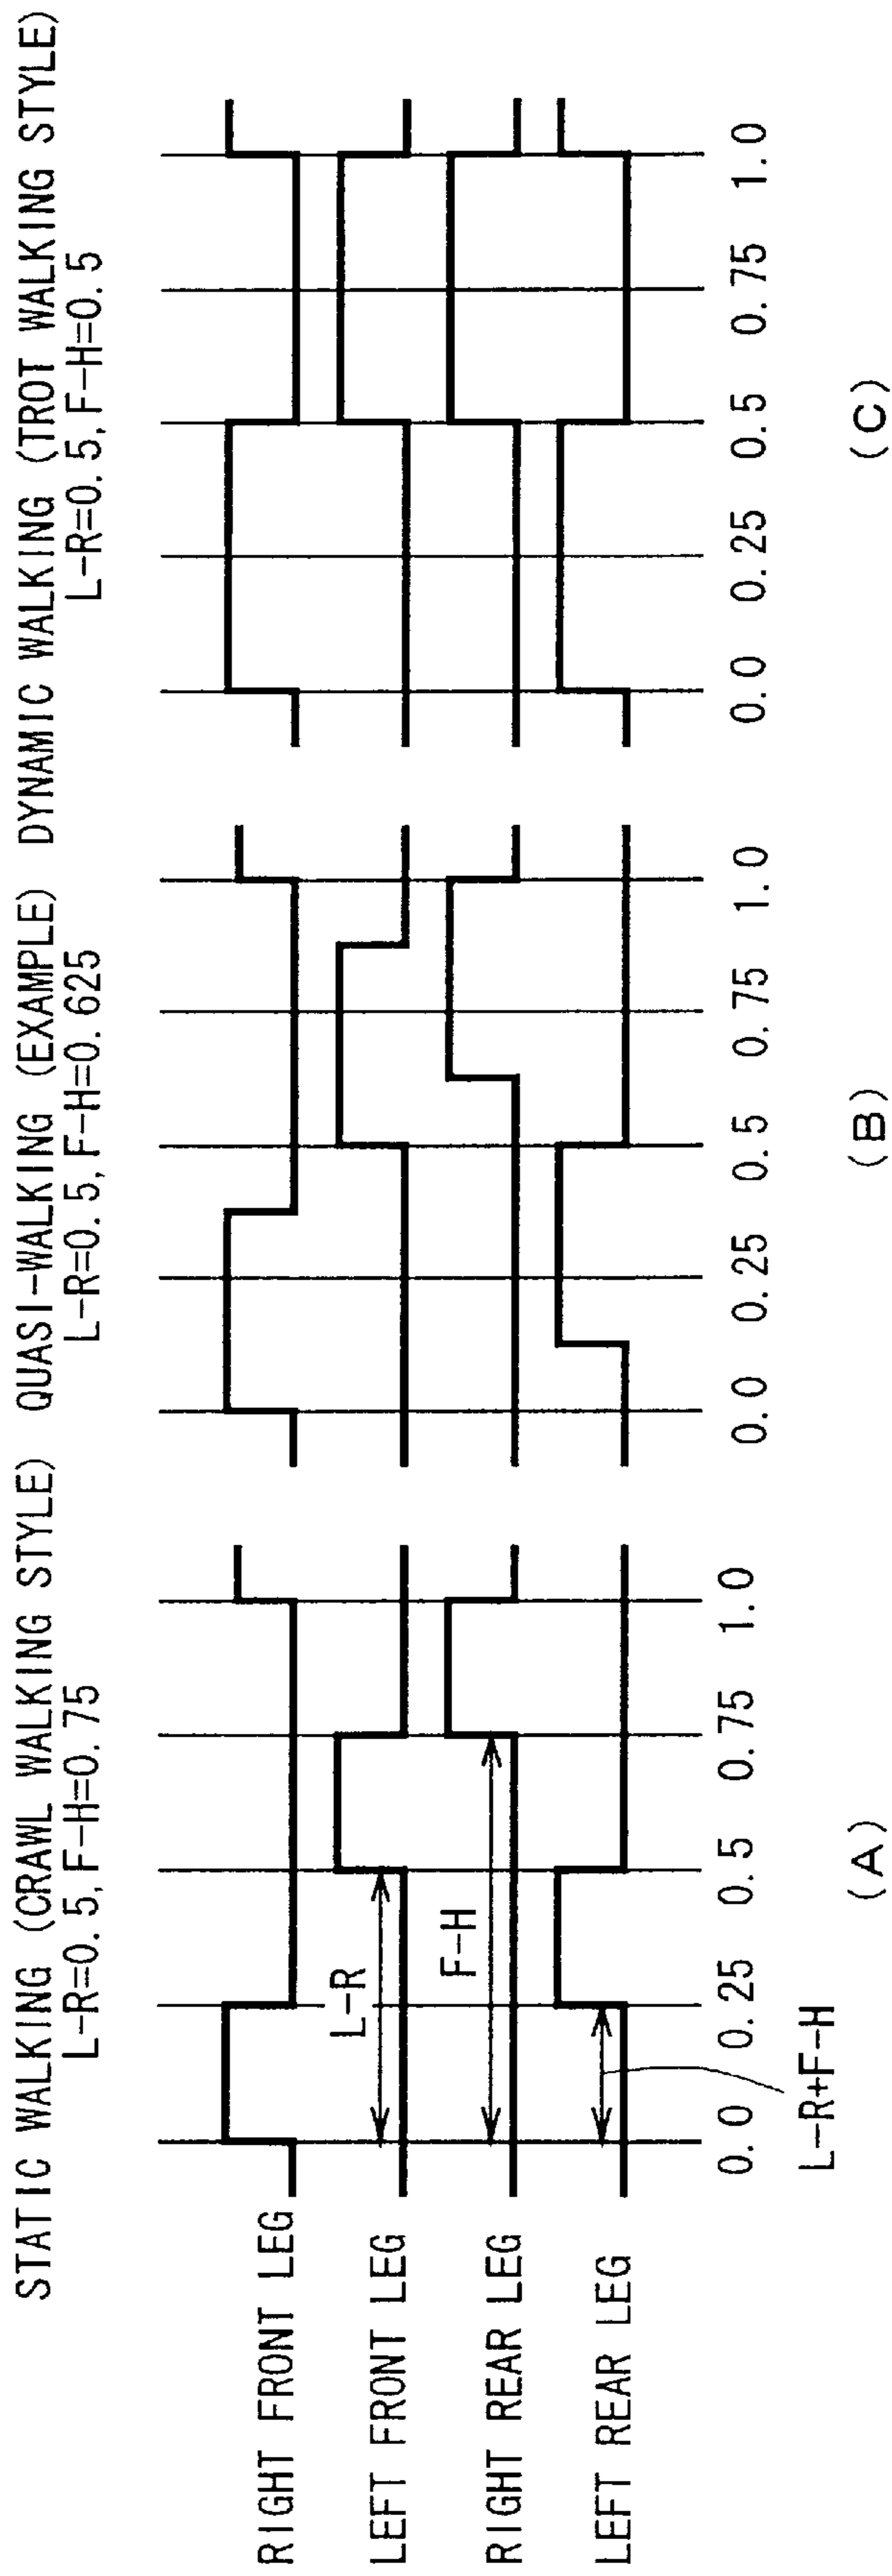 STATIC WALKING (CRAWL WALKING STYLE)
L-R=0.5, F-H=0.75
QUASI-WALKING (EXAMPLE)
L-R=0.5, F-H=0.625
DYNAMIC WALKING (TROT WALKING STYLE)
L-R=0.5, F-H=0.5
RIGHT FRONT LEG
LEFT FRONT LEG
RIGHT REAR LEG
LEFT REAR LEG
L-R
F-H
0.0 0.25 0.5 0.75 1.0
L-R+F-H
(A)
0.0 0.25 0.5 0.75 1.0
(B)
0.0 0.25 0.5 0.75 1.0
(C)